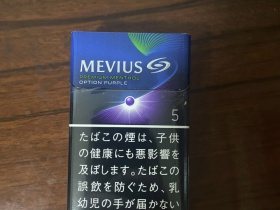 MEVIUS
PREMIUM MENTHOL
OPTION PURPLE
5
たばこの煙は、子供
の健康にも悪影響を
及ぼします。たばこの
誤飲を防ぐため、乳
幼児の手が届かない